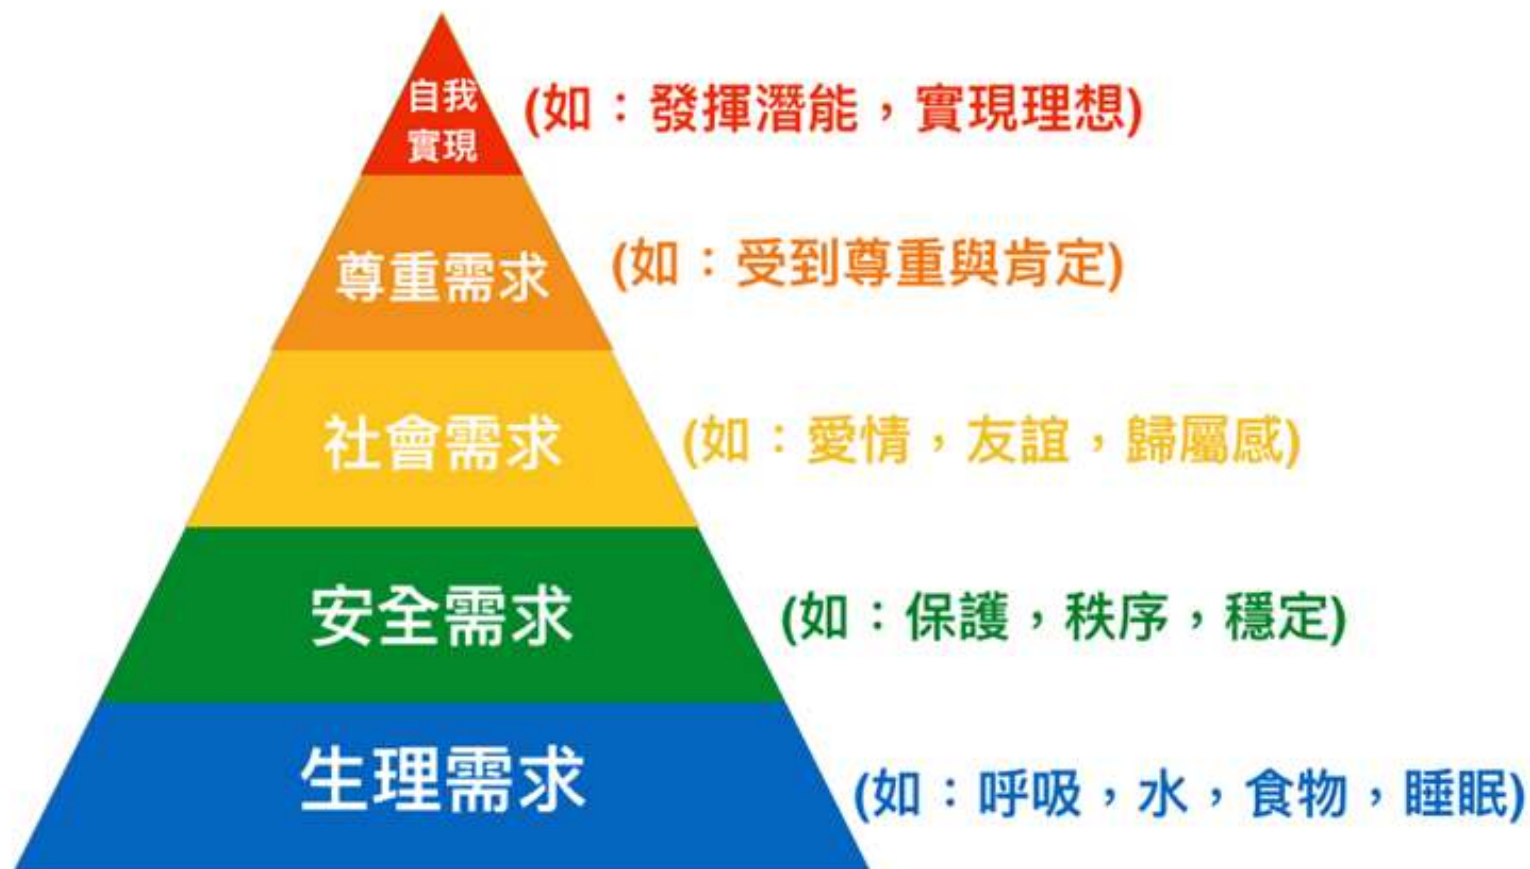 自我
實現
(如：發揮潛能，實現理想)
尊重需求
(如：受到尊重與肯定)
社會需求
(如：愛情，友誼，歸屬感)
安全需求
(如：保護，秩序，穩定)
生理需求
(如：呼吸，水，食物，睡眠)